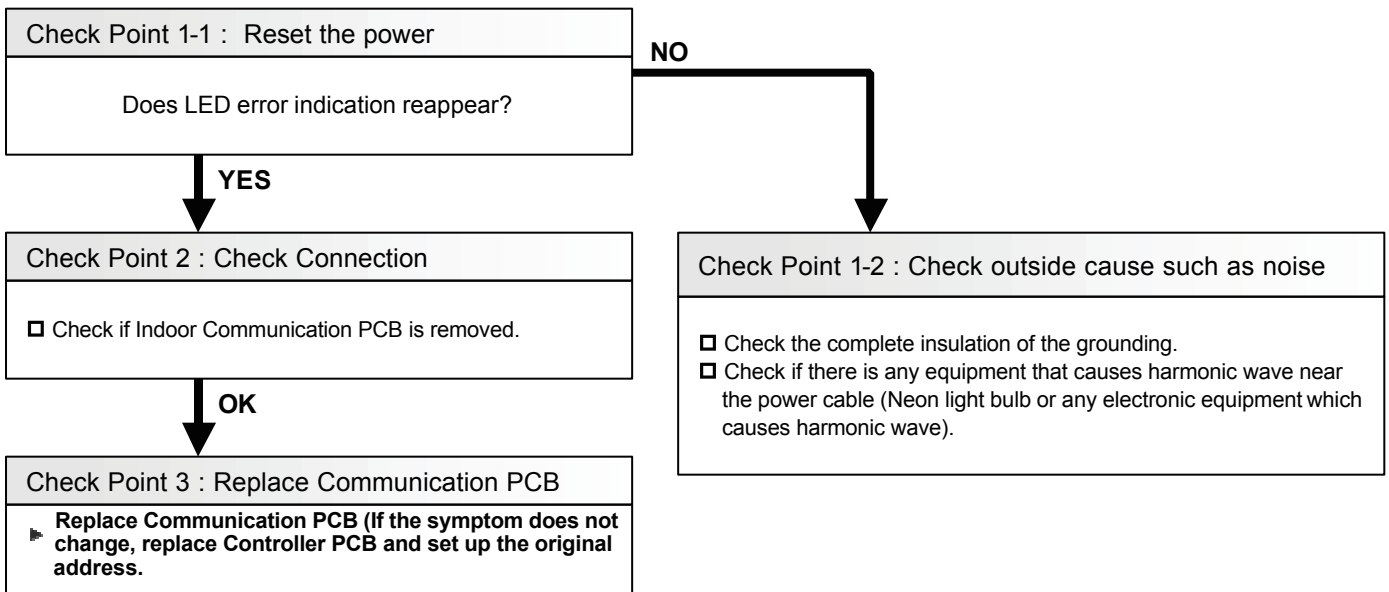 Check Point 1-1 :  Reset the power
Does LED error indication reappear?
NO
YES
Check Point 2 : Check Connection
☐ Check if Indoor Communication PCB is removed.
OK
Check Point 3 : Replace Communication PCB
Replace Communication PCB (If the symptom does not
change, replace Controller PCB and set up the original
address.
Check Point 1-2 : Check outside cause such as noise
☐ Check the complete insulation of the grounding.
☐ Check if there is any equipment that causes harmonic wave near
the power cable (Neon light bulb or any electronic equipment which
causes harmonic wave).